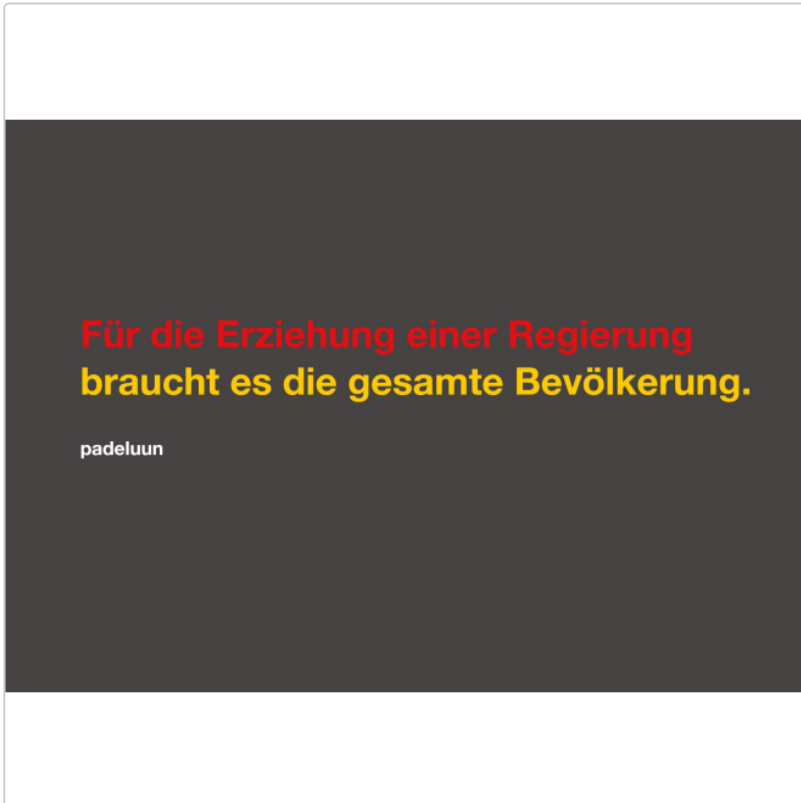 Für die Erziehung einer Regierung
braucht es die gesamte Bevölkerung.
padeluun